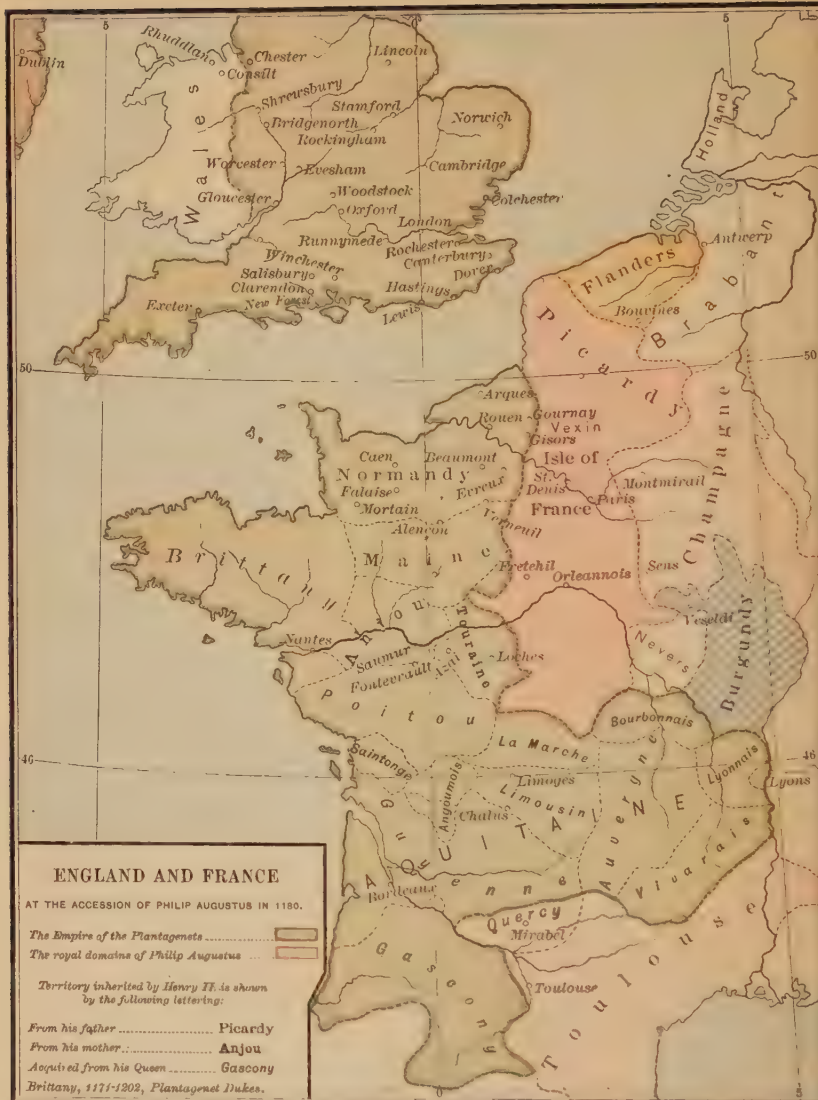 5
0
5
Dublin
Rhuddlan
Chester
Consilt
Lincoln
Shrewsbury
Stamford
Norwich
Bridgenorth
Rockingham
Wales
Worcester
Evesham
Cambridge
Gloucester
Woodstock
Oxford
Colchester
London
Runnymede
Rochester
Canterbury
Dover
Winchester
Salisbury
Clarendon
New Forest
Hastings
Lewis
Exeter
Holland
Antwerp
Brabant
Flanders
Bouvines
50
50
Picardy
Arques
Rouen
Gournay
Vexin
Gisors
Caen
Beaumont
Normandy
Evreux
Falaise
Mortain
Isle of
France
St.
Denis
Paris
Montmirail
Champagne
Verneuil
Alençon
Brittany
Maine
Fretehil
Orleannois
Sens
Burgundy
Nevers
Nantes
Anjou
Saumur
Touraine
Azai
Loches
Fontevrault
Poitou
Bourbonnais
La Marche
46
46
Saintonge
Angoumois
Limoges
Limousin
Auvergne
Lyonnais
Lyons
Chalus
Guyenne
AQUITANE
Vivarais
Bordeaux
Quercy
Mirabel
Gascony
Toulouse
Toulouse
0
5
ENGLAND AND FRANCE
AT THE ACCESSION OF PHILIP AUGUSTUS IN 1180.
The Empire of the Plantagenets
The royal domains of Philip Augustus
Territory inherited by Henry II. is shown
by the following lettering:
From his father Picardy
From his mother Anjou
Acquired from his Queen Gascony
Brittany, 1171-1202, Plantagenet Dukes.